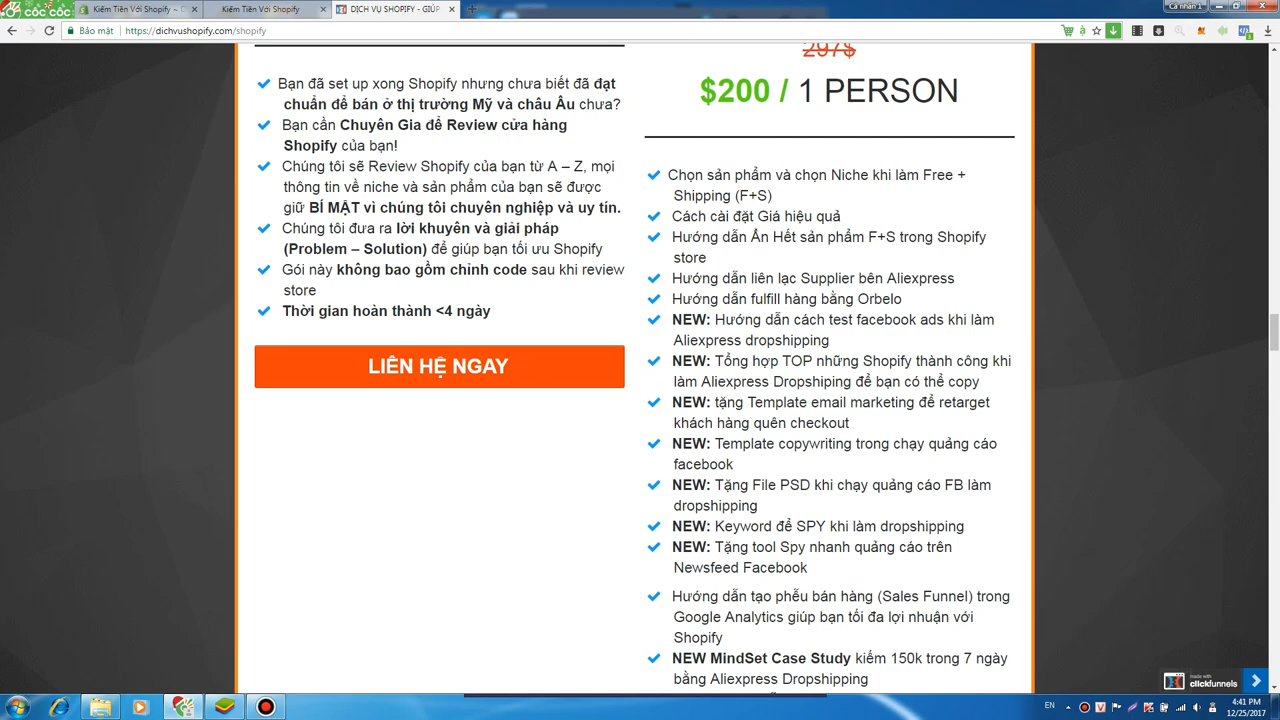 CỐC CỐC
Kiếm Tiền Với Shopify –
Kiếm Tiền Với Shopify
DỊCH VỤ SHOPIFY - GIÚP
Cá nhân 1
Bảo mật
https://dichvushopify.com/shopify
297$
$200 / 1 PERSON
Bạn đã set up xong Shopify nhưng chưa biết đã đạt
chuẩn để bán ở thị trường Mỹ và châu Âu chưa?
Bạn cần Chuyên Gia để Review cửa hàng
Shopify của bạn!
Chúng tôi sẽ Review Shopify của bạn từ A – Z, mọi
thông tin về niche và sản phẩm của bạn sẽ được
giữ BÍ MẬT vì chúng tôi chuyên nghiệp và uy tín.
Chúng tôi đưa ra lời khuyên và giải pháp
(Problem – Solution) để giúp bạn tối ưu Shopify
Gói này không bao gồm chỉnh code sau khi review
store
Thời gian hoàn thành <4 ngày
LIÊN HỆ NGAY
Chọn sản phẩm và chọn Niche khi làm Free +
Shipping (F+S)
Cách cài đặt Giá hiệu quả
Hướng dẫn Ẩn Hết sản phẩm F+S trong Shopify
store
Hướng dẫn liên lạc Supplier bên Aliexpress
Hướng dẫn fulfill hàng bằng Orbelo
NEW: Hướng dẫn cách test facebook ads khi làm
Aliexpress dropshipping
NEW: Tổng hợp TOP những Shopify thành công khi
làm Aliexpress Dropshiping để bạn có thể copy
NEW: tặng Template email marketing để retarget
khách hàng quên checkout
NEW: Template copywriting trong chạy quảng cáo
facebook
NEW: Tặng File PSD khi chạy quảng cáo FB làm
dropshipping
NEW: Keyword để SPY khi làm dropshipping
NEW: Tặng tool Spy nhanh quảng cáo trên
Newsfeed Facebook
Hướng dẫn tạo phễu bán hàng (Sales Funnel) trong
Google Analytics giúp bạn tối đa lợi nhuận với
Shopify
NEW MindSet Case Study kiếm 150k trong 7 ngày
bằng Aliexpress Dropshipping
made with
clickfunnels
EN
4:41 PM
12/25/2017